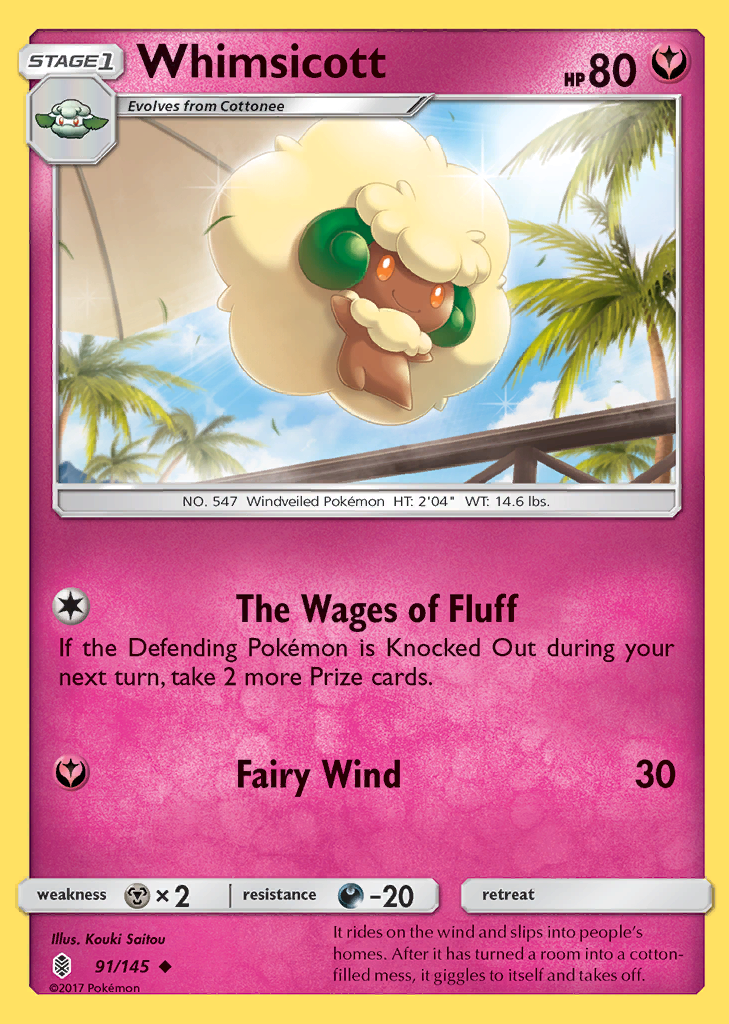 STAGE1
Whimsicott
HP 80
Evolves from Cottonee
NO. 547 Windveiled Pokémon HT: 2'04" WT: 14.6 lbs.
The Wages of Fluff
If the Defending Pokémon is Knocked Out during your
next turn, take 2 more Prize cards.
Fairy Wind 30
weakness ×2 resistance -20 retreat
Illus. Kouki Saitou
91/145
©2017 Pokémon
It rides on the wind and slips into people's
homes. After it has turned a room into a cotton-
filled mess, it giggles to itself and takes off.